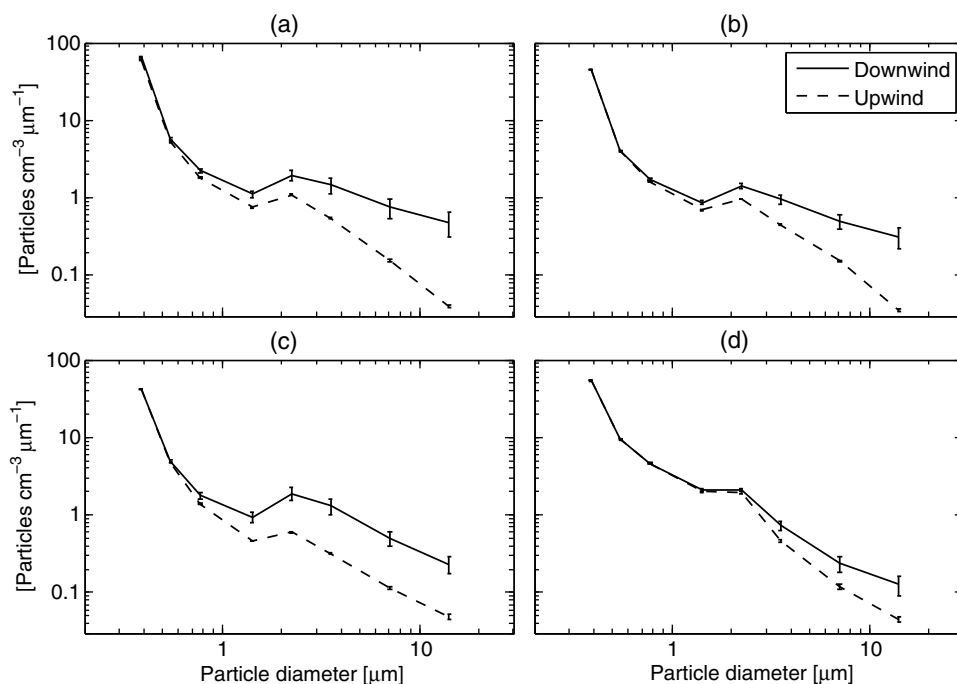 (a)
(b)
100
10
1
0.1
[Particles cm⁻³ μm⁻¹]
Downwind
Upwind
(c)
(d)
100
10
1
0.1
[Particles cm⁻³ μm⁻¹]
1
10
1
10
Particle diameter [μm]
Particle diameter [μm]